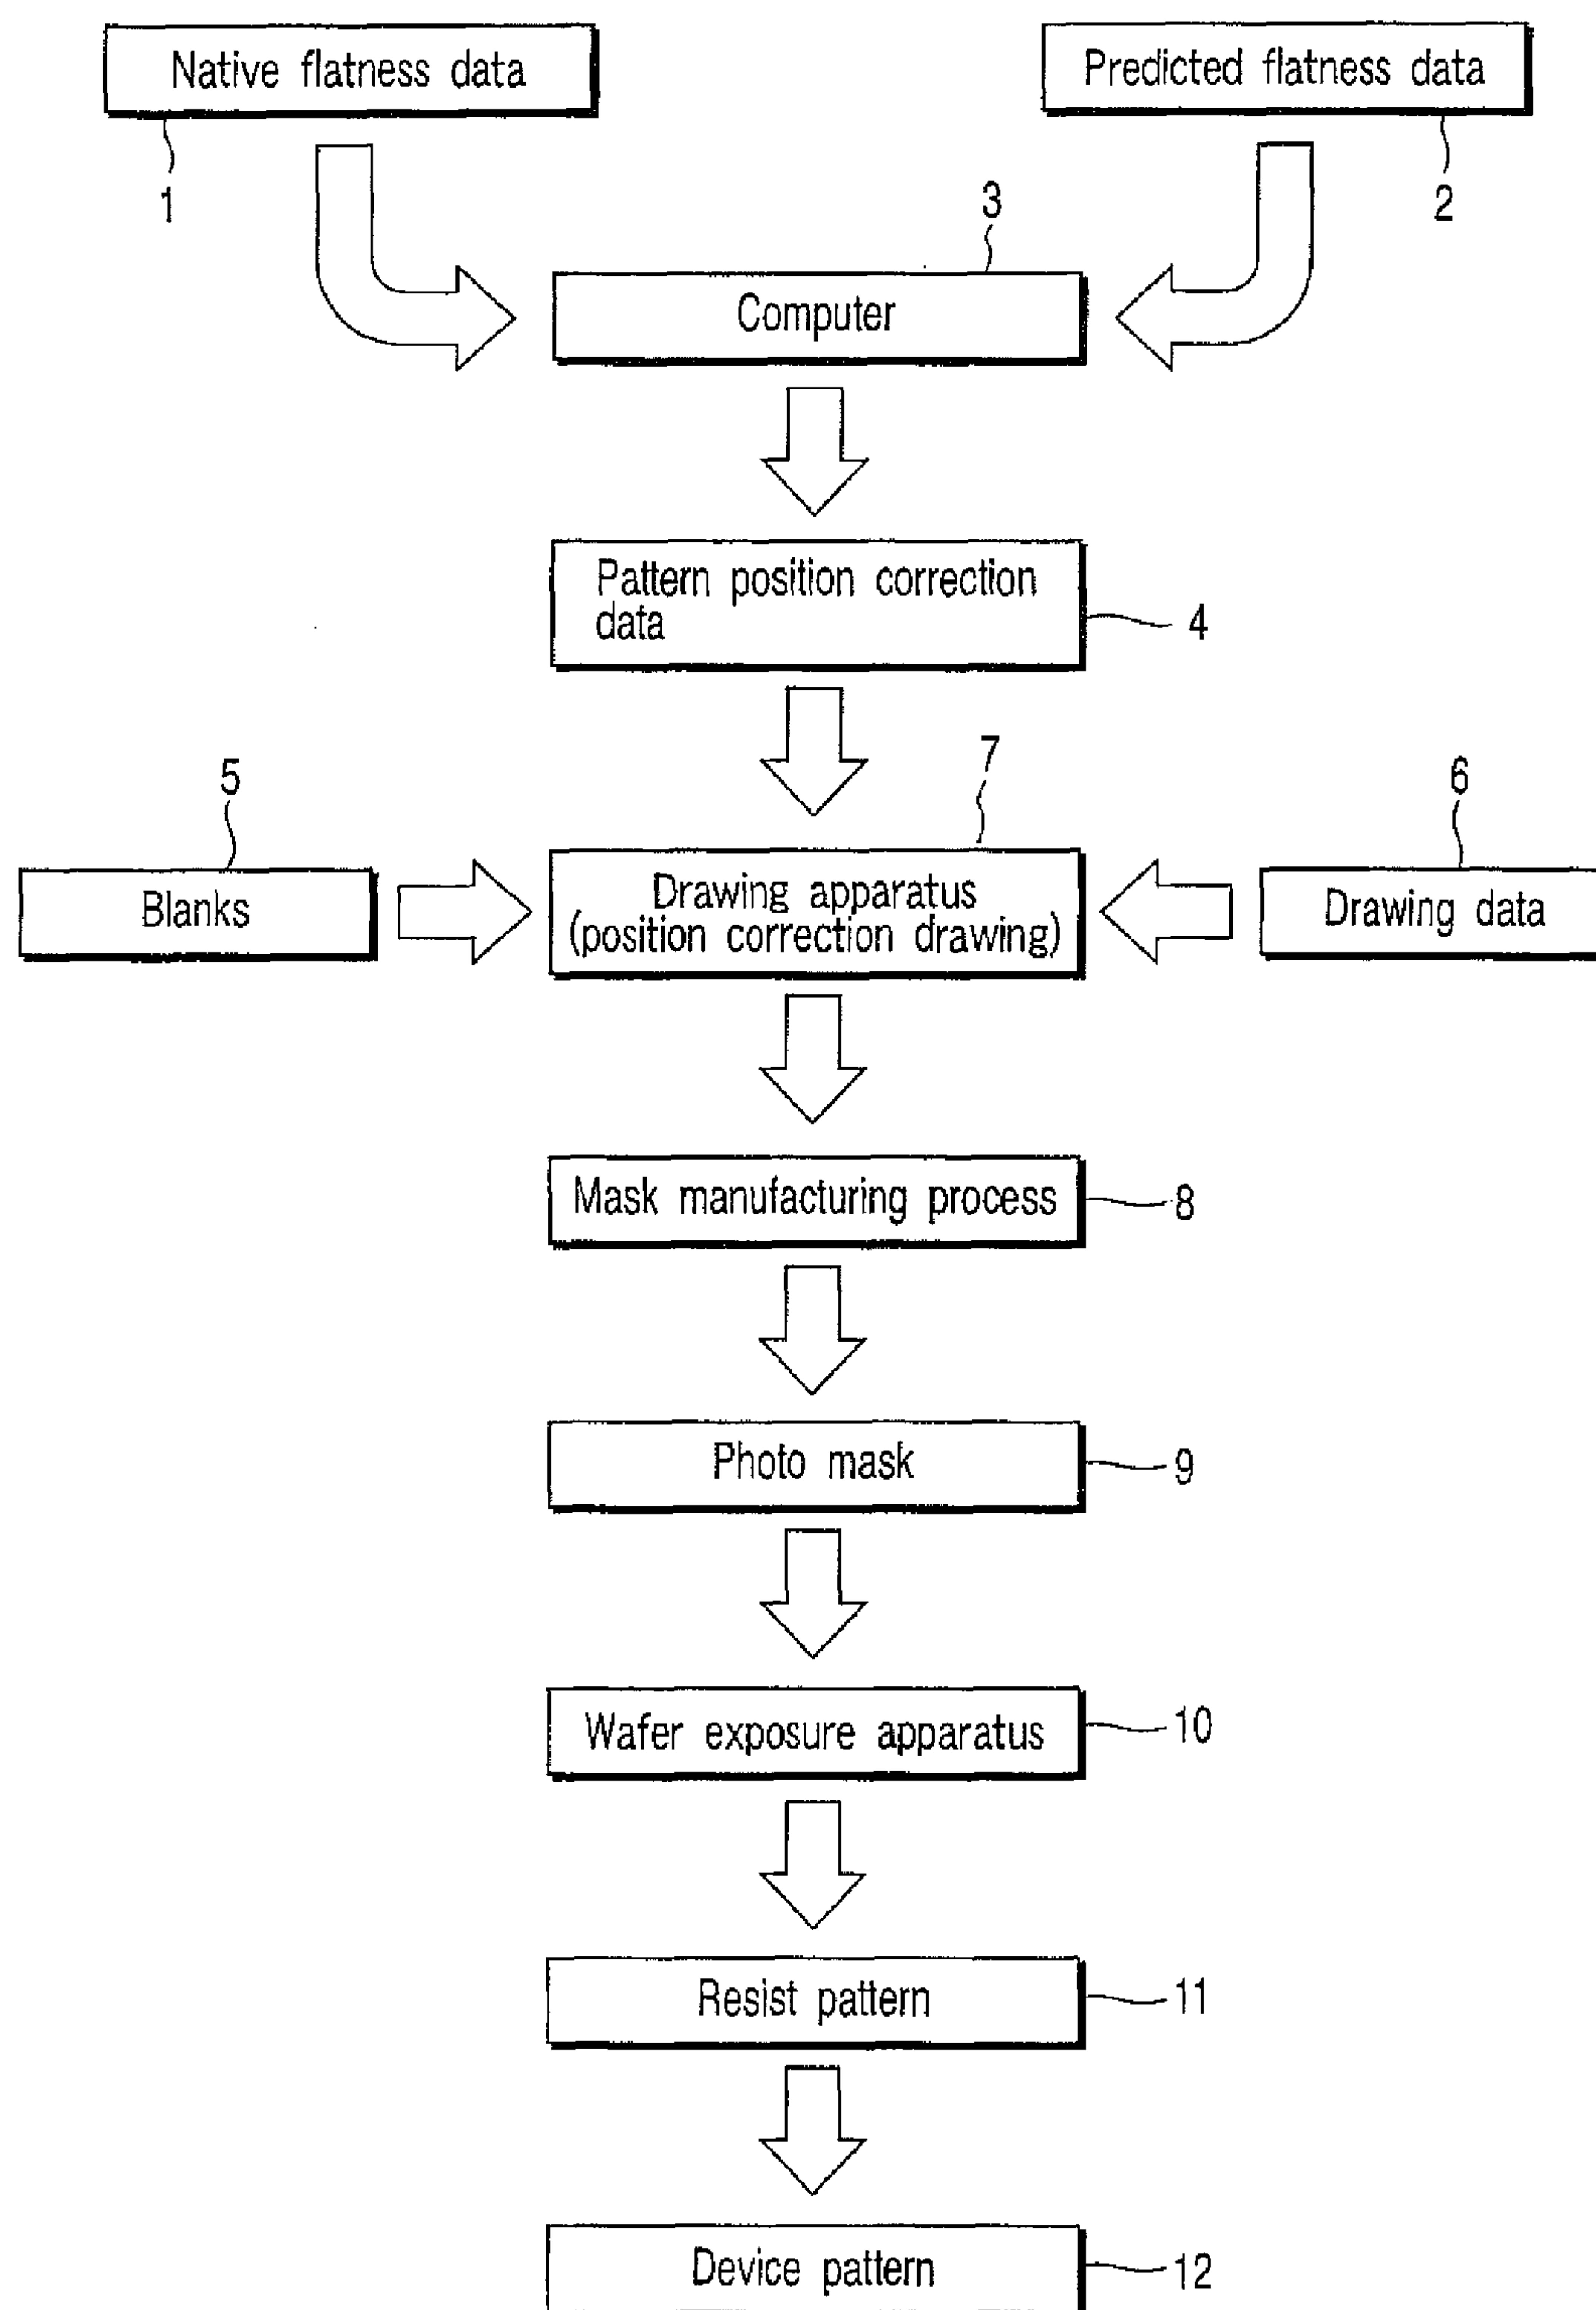 Native flatness data
Predicted flatness data
1
2
3
Computer
Pattern position correction
data
4
5
6
7
Blanks
Drawing apparatus
(position correction drawing)
Drawing data
Mask manufacturing process
8
Photo mask
9
Wafer exposure apparatus
10
Resist pattern
11
Device pattern
12